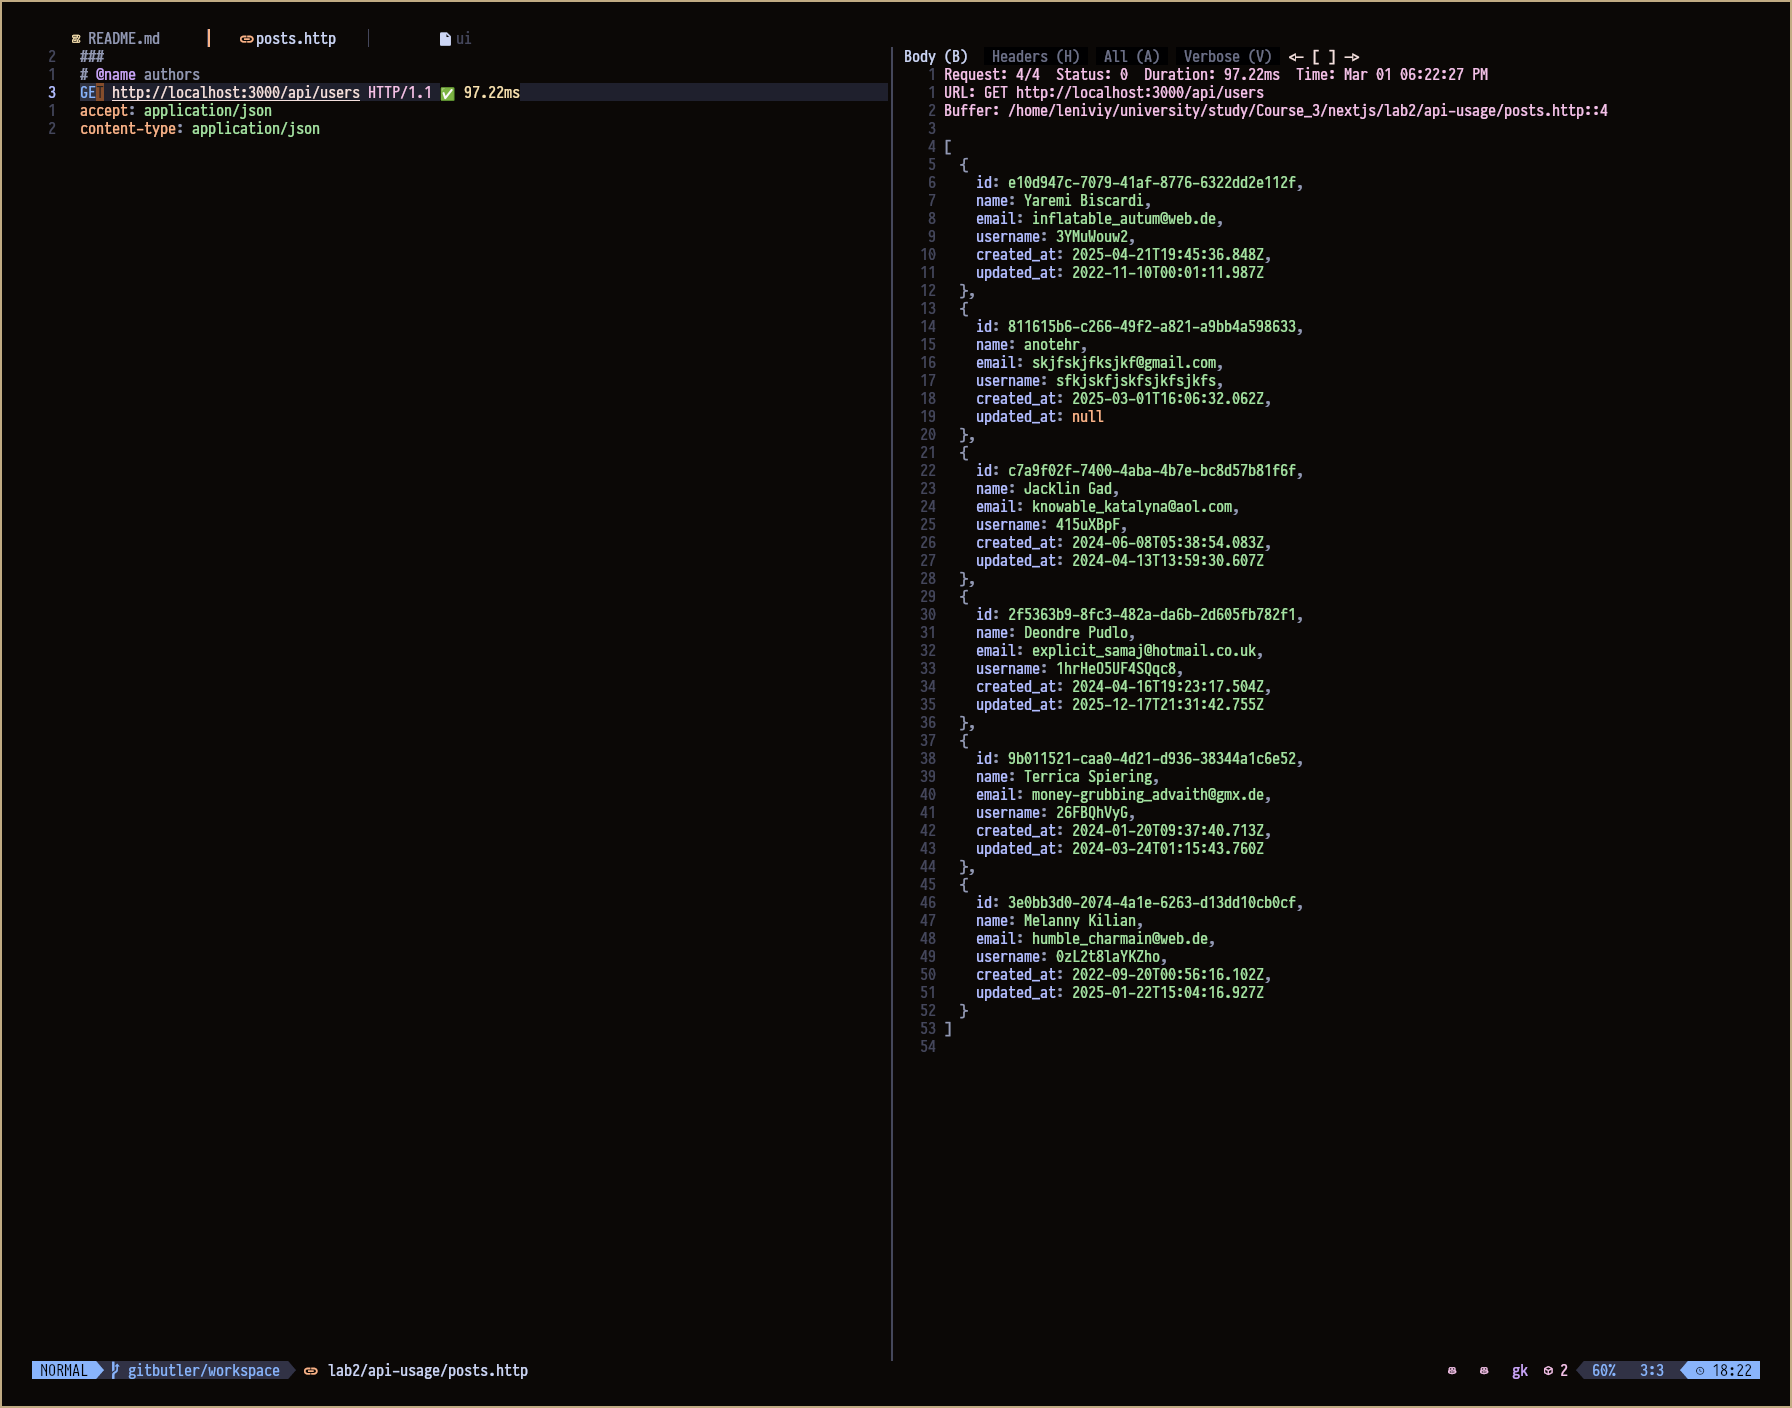 README.md posts.http ui
2 ###
1 # @name authors
3 GET http://localhost:3000/api/users HTTP/1.1 ✅ 97.22ms
1 accept: application/json
2 content-type: application/json
Body (B) Headers (H) All (A) Verbose (V) <- [ ] ->
1 Request: 4/4 Status: 0 Duration: 97.22ms Time: Mar 01 06:22:27 PM
1 URL: GET http://localhost:3000/api/users
2 Buffer: /home/leniviy/university/study/Course_3/nextjs/lab2/api-usage/posts.http::4
3
4 [
5 {
6 id: e10d947c-7079-41af-8776-6322dd2e112f,
7 name: Yaremi Biscardi,
8 email: inflatable_autum@web.de,
9 username: 3YMuWouw2,
10 created_at: 2025-04-21T19:45:36.848Z,
11 updated_at: 2022-11-10T00:01:11.987Z
12 },
13 {
14 id: 811615b6-c266-49f2-a821-a9bb4a598633,
15 name: anotehr,
16 email: skjfskjfksjkf@gmail.com,
17 username: sfkjskfjskfsjkfsjkfs,
18 created_at: 2025-03-01T16:06:32.062Z,
19 updated_at: null
20 },
21 {
22 id: c7a9f02f-7400-4aba-4b7e-bc8d57b81f6f,
23 name: Jacklin Gad,
24 email: knowable_katalyna@aol.com,
25 username: 415uXBpF,
26 created_at: 2024-06-08T05:38:54.083Z,
27 updated_at: 2024-04-13T13:59:30.607Z
28 },
29 {
30 id: 2f5363b9-8fc3-482a-da6b-2d605fb782f1,
31 name: Deondre Pudlo,
32 email: explicit_samaj@hotmail.co.uk,
33 username: 1hrHeO5UF4SQqc8,
34 created_at: 2024-04-16T19:23:17.504Z,
35 updated_at: 2025-12-17T21:31:42.755Z
36 },
37 {
38 id: 9b011521-caa0-4d21-d936-38344a1c6e52,
39 name: Terrica Spiering,
40 email: money-grubbing_advaith@gmx.de,
41 username: 26FBQhVyG,
42 created_at: 2024-01-20T09:37:40.713Z,
43 updated_at: 2024-03-24T01:15:43.760Z
44 },
45 {
46 id: 3e0bb3d0-2074-4a1e-6263-d13dd10cb0cf,
47 name: Melanny Kilian,
48 email: humble_charmain@web.de,
49 username: 0zL2t8laYKZho,
50 created_at: 2022-09-20T00:56:16.102Z,
51 updated_at: 2025-01-22T15:04:16.927Z
52 }
53 ]
54
NORMAL gitbutler/workspace lab2/api-usage/posts.http gk 2 60% 3:3 18:22